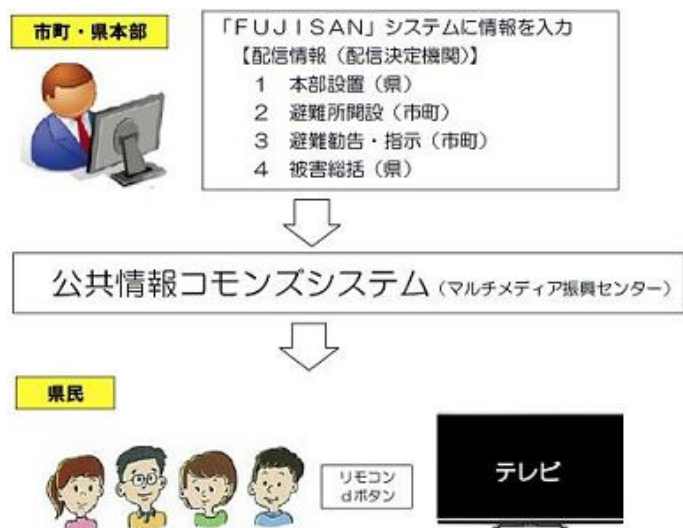 市町・県本部
「ＦＵＪＩＳＡＮ」システムに情報を入力
【配信情報（配信決定機関）】
１　本部設置（県）
２　避難所開設（市町）
３　避難勧告・指示（市町）
４　被害総括（県）
公共情報コモンズシステム（マルチメディア振興センター）
県民
リモコン
ｄボタン
テレビ